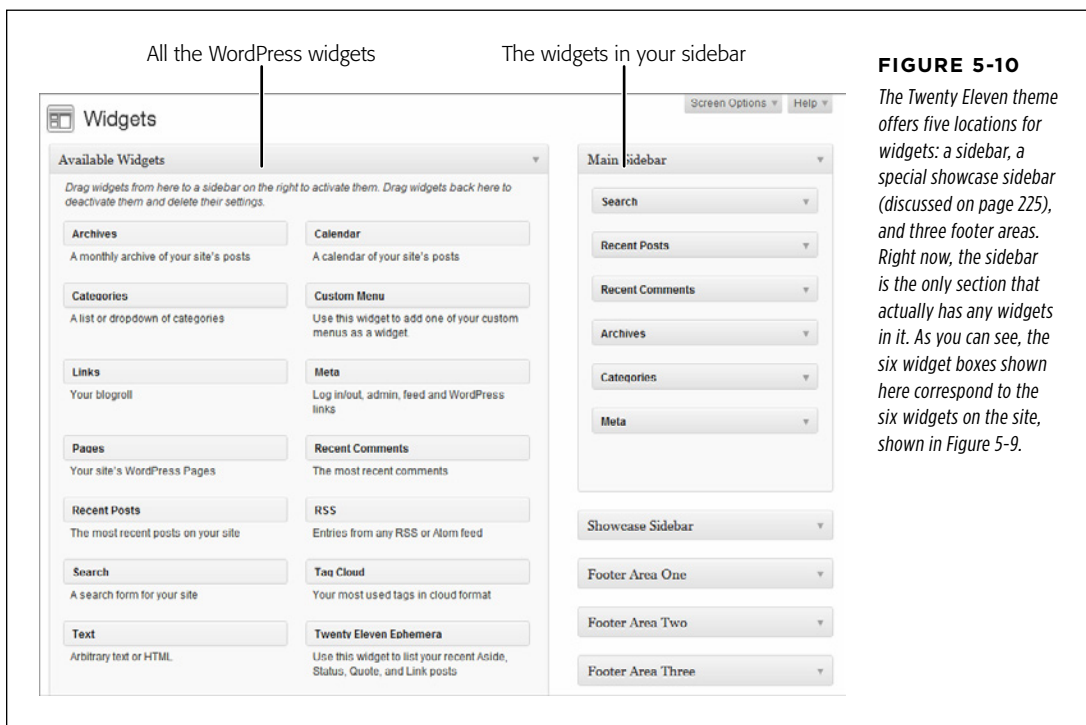 All the WordPress widgets
The widgets in your sidebar
Screen Options
Help
Widgets
Available Widgets
Drag widgets from here to a sidebar on the right to activate them. Drag widgets back here to
deactivate them and delete their settings.
Archives
A monthly archive of your site's posts
Calendar
A calendar of your site's posts
Categories
A list or dropdown of categories
Custom Menu
Use this widget to add one of your custom
menus as a widget.
Links
Your blogroll
Meta
Log in/out, admin, feed and WordPress
links
Pages
Your site's WordPress Pages
Recent Comments
The most recent comments
Recent Posts
The most recent posts on your site
RSS
Entries from any RSS or Atom feed
Search
A search form for your site
Tag Cloud
Your most used tags in cloud format
Text
Arbitrary text or HTML
Twenty Eleven Ephemera
Use this widget to list your recent Aside,
Status, Quote, and Link posts
Main Sidebar
Search
Recent Posts
Recent Comments
Archives
Categories
Meta
Showcase Sidebar
Footer Area One
Footer Area Two
Footer Area Three
FIGURE 5-10
The Twenty Eleven theme
offers five locations for
widgets: a sidebar, a
special showcase sidebar
(discussed on page 225),
and three footer areas.
Right now, the sidebar
is the only section that
actually has any widgets
in it. As you can see, the
six widget boxes shown
here correspond to the
six widgets on the site,
shown in Figure 5-9.